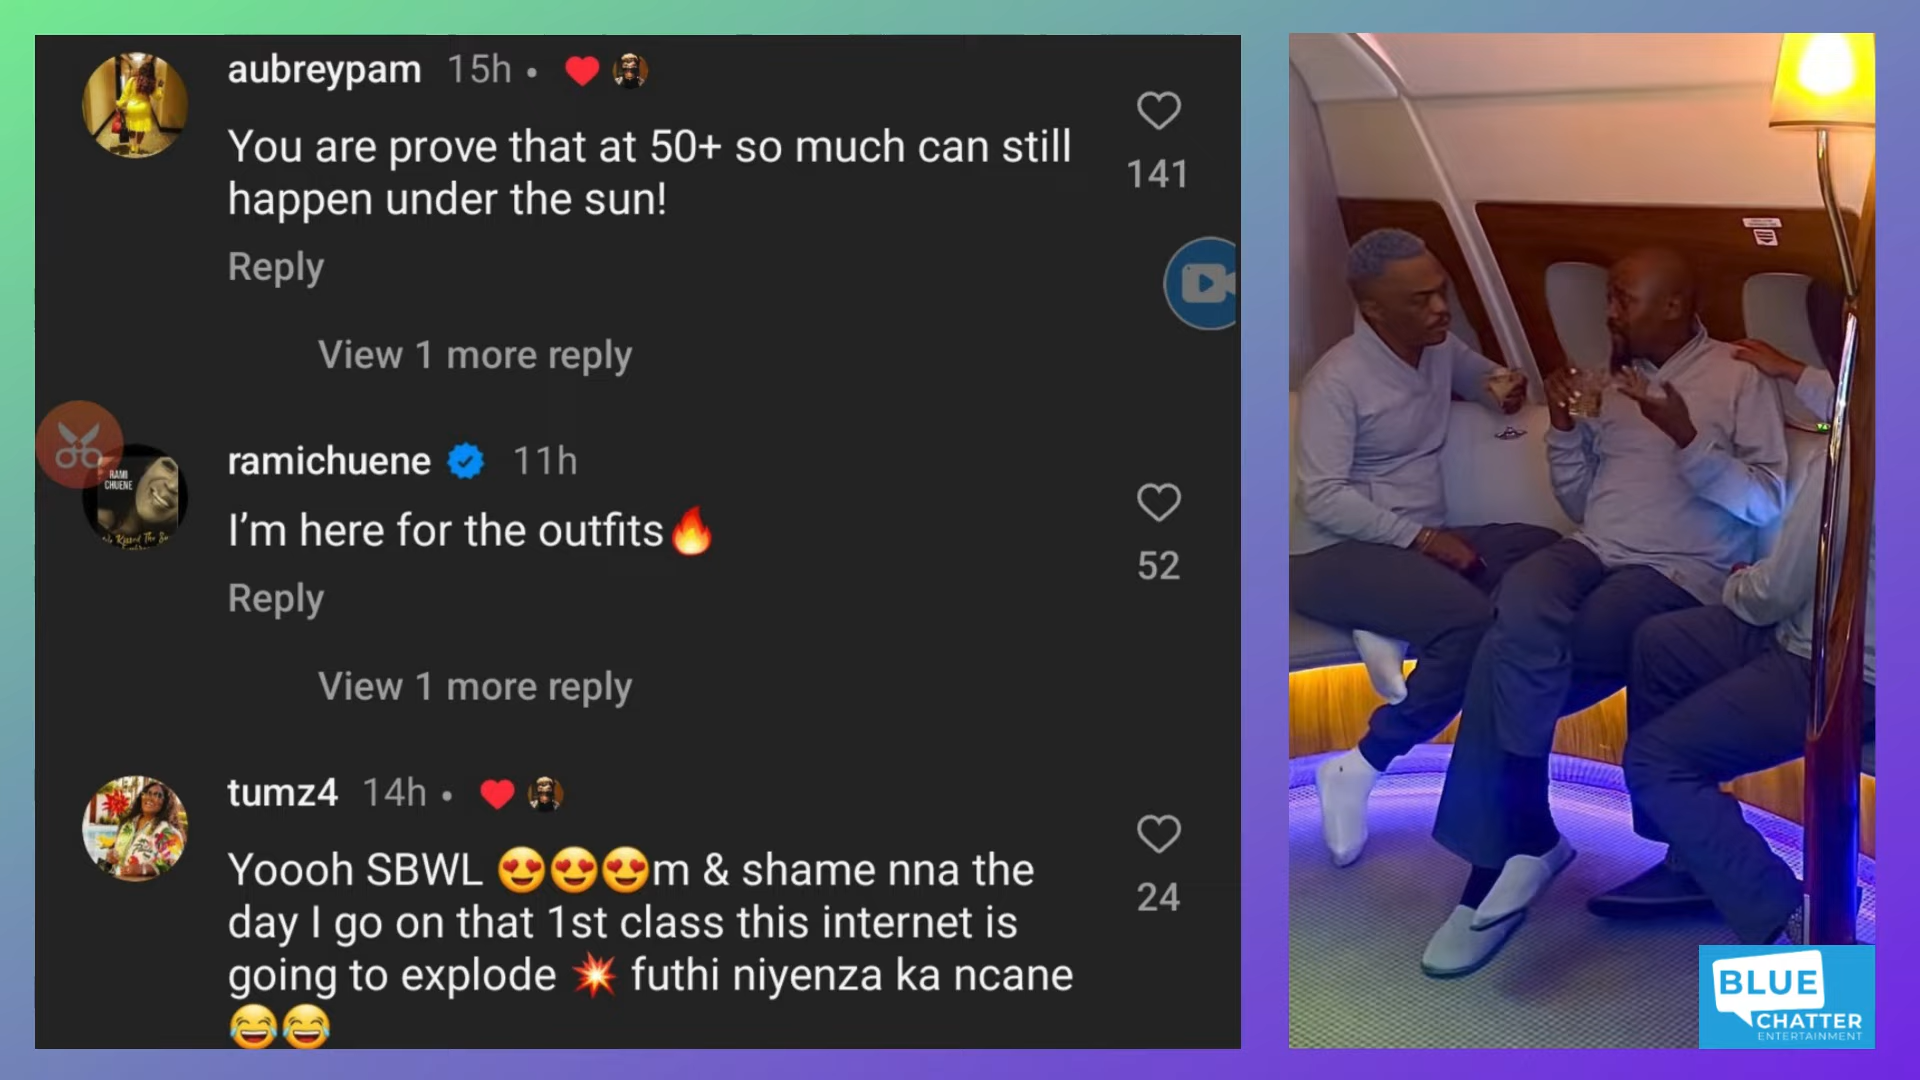 aubreypam 15h •
You are prove that at 50+ so much can still
happen under the sun!
141
Reply
View 1 more reply
RAMI
CHUENE
ramichuene 11h
I'm here for the outfits🔥
52
Reply
View 1 more reply
tumz4 14h •
Yoooh SBWL 😍😍😍m & shame nna the
day I go on that 1st class this internet is
going to explode 💥 futhi niyenza ka ncane
😂😂
24
BLUE
CHATTER
ENTERTAINMENT